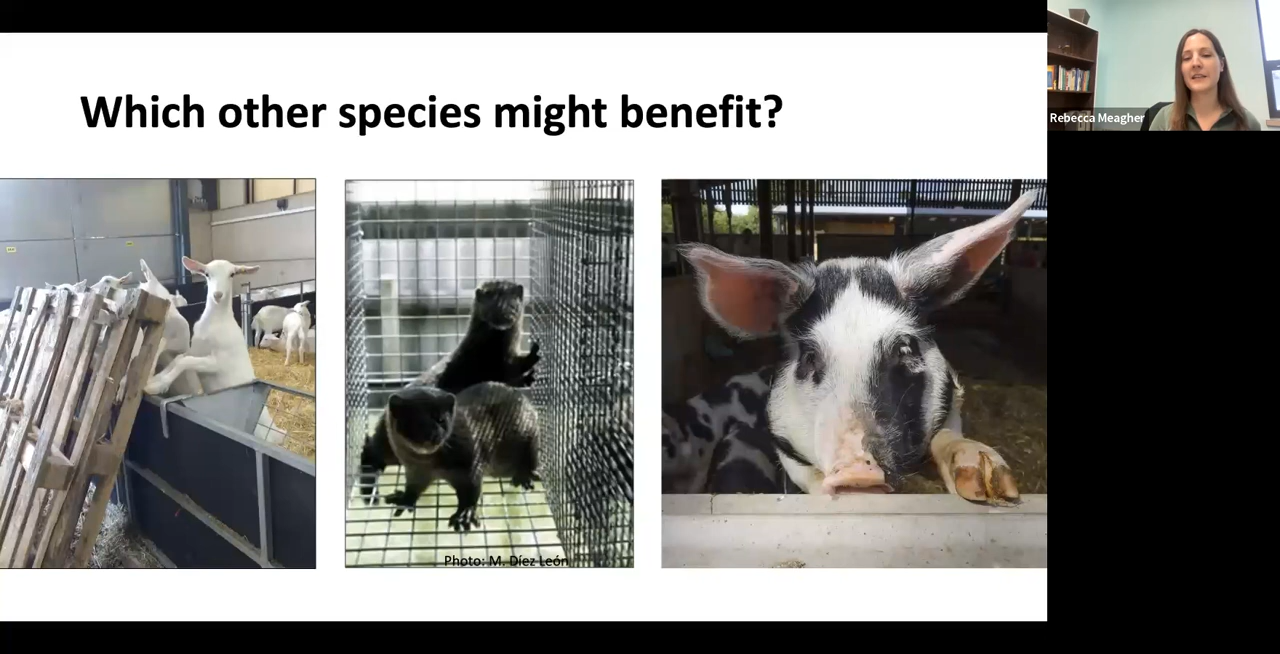 Which other species might benefit?
Rebecca Meagher
Photo: M. Díez León